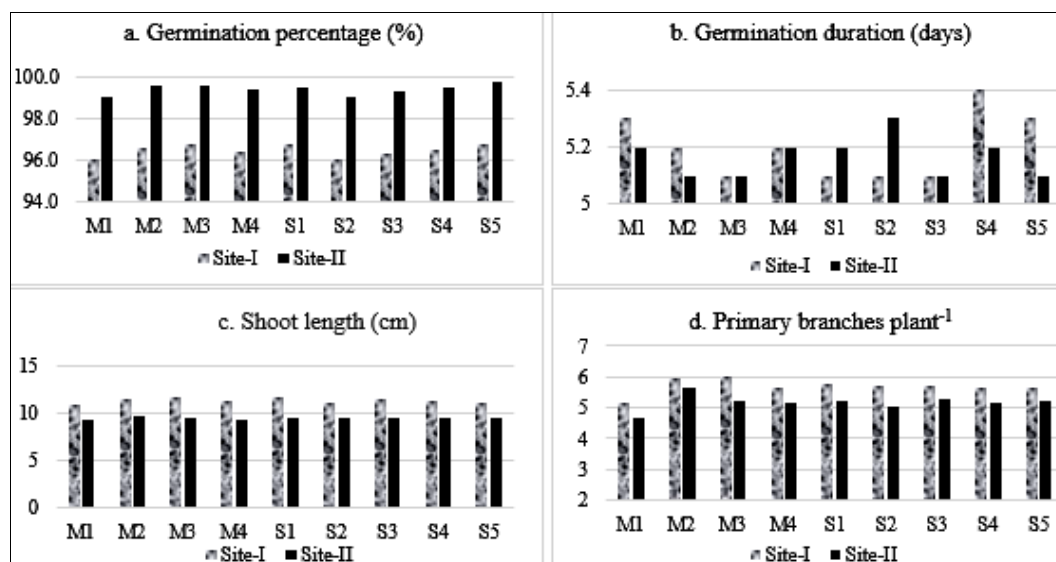 a. Germination percentage (%)
100.0
98.0
96.0
94.0
M1 M2 M3 M4 S1 S2 S3 S4 S5
Site-I Site-II
b. Germination duration (days)
5.4
5.2
5
M1 M2 M3 M4 S1 S2 S3 S4 S5
Site-I Site-II
c. Shoot length (cm)
15
10
5
0
M1 M2 M3 M4 S1 S2 S3 S4 S5
Site-I Site-II
d. Primary branches plant⁻¹
7
6
5
4
3
2
M1 M2 M3 M4 S1 S2 S3 S4 S5
Site-I Site-II